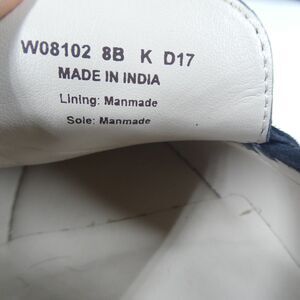 W08102 8B K D17
MADE IN INDIA
Lining: Manmade
Sole: Manmade